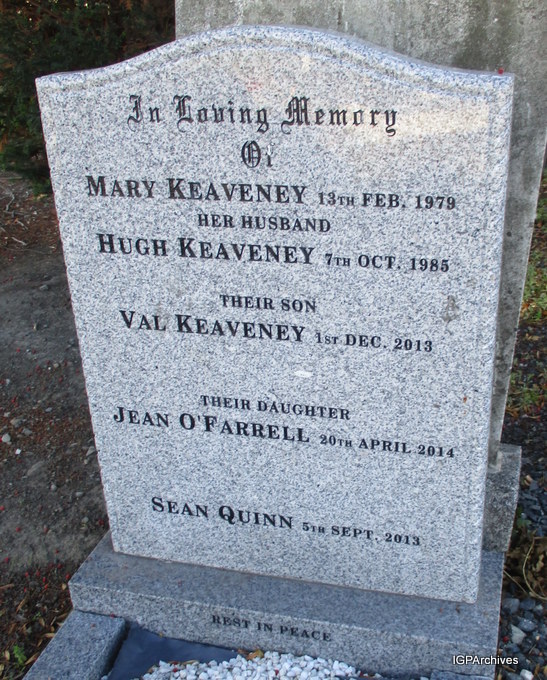 In Loving Memory
Of
MARY KEAVENEY 13TH FEB. 1979
HER HUSBAND
HUGH KEAVENEY 7TH OCT. 1985
THEIR SON
VAL KEAVENEY 1ST DEC. 2013
THEIR DAUGHTER
JEAN O'FARRELL 20TH APRIL 2014
SEAN QUINN 5TH SEPT. 2013
REST IN PEACE
IGPArchives